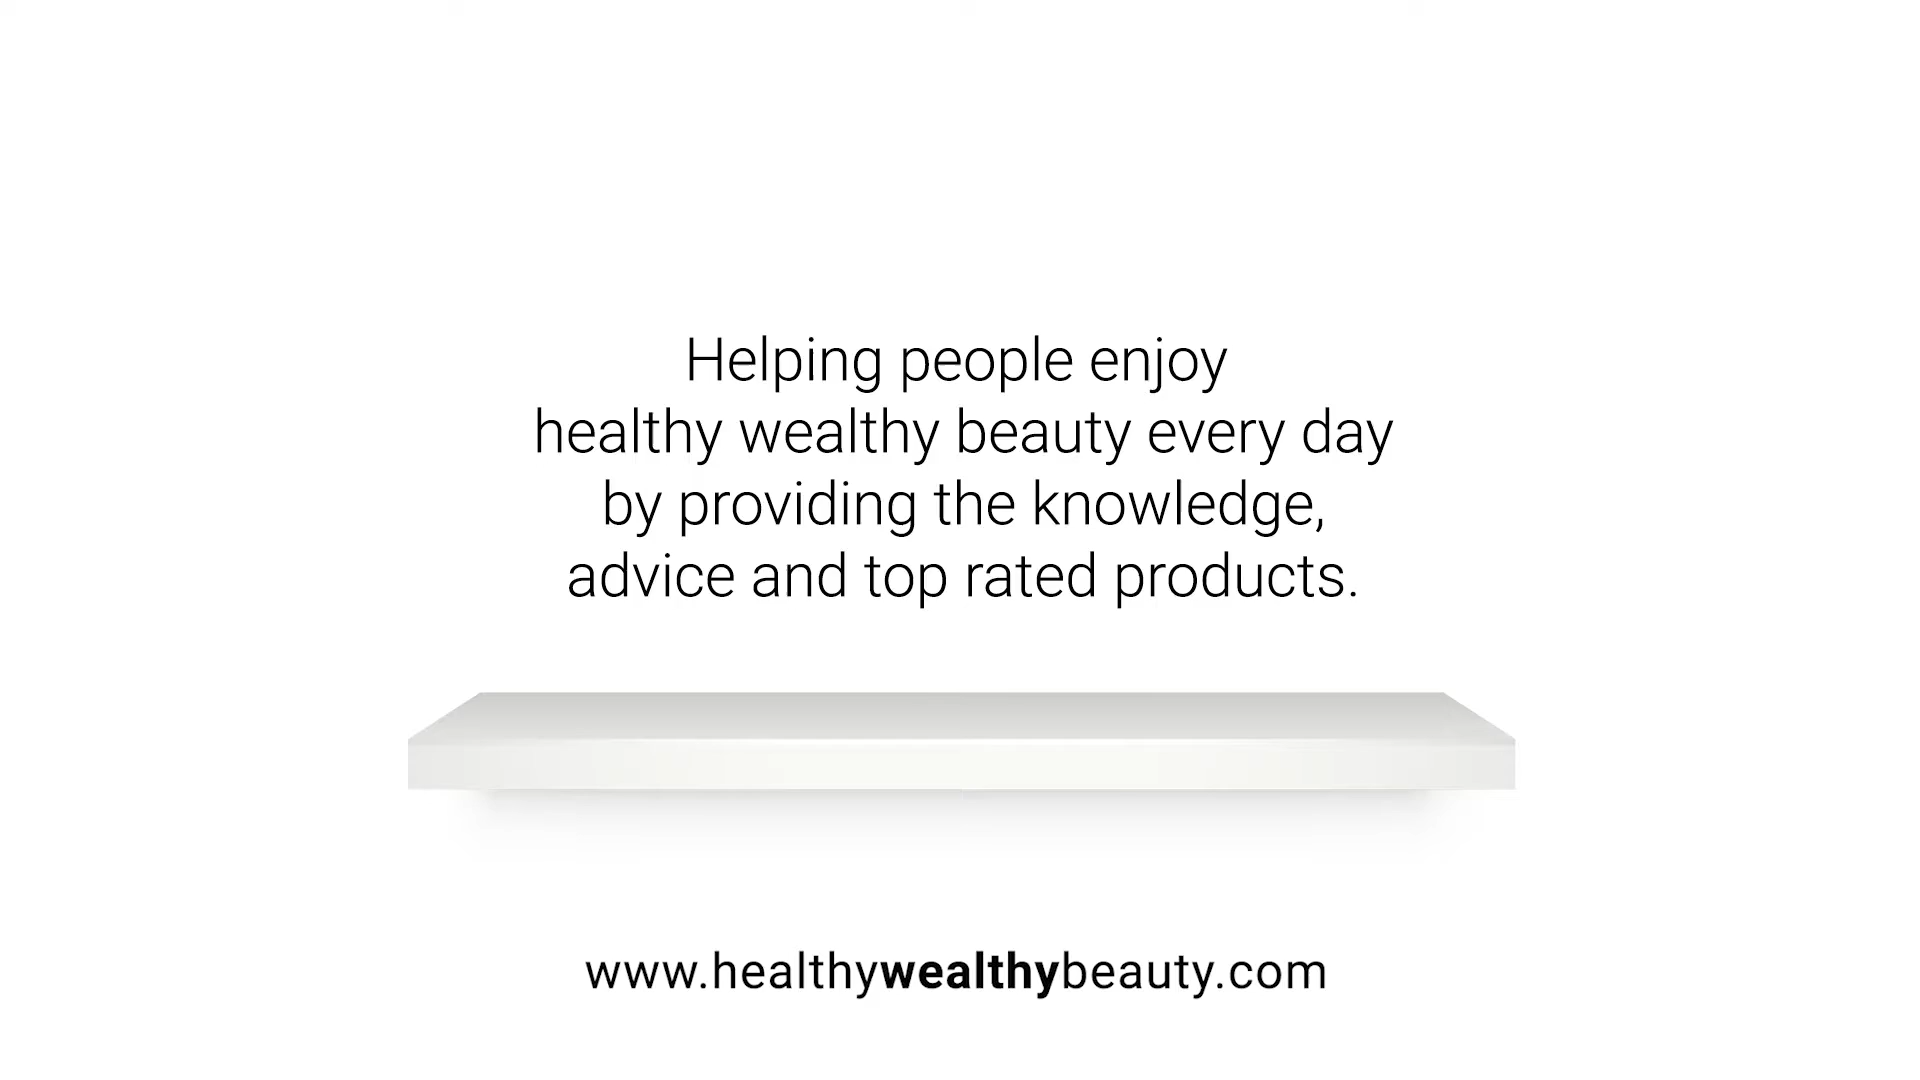 Helping people enjoy
healthy wealthy beauty every day
by providing the knowledge,
advice and top rated products.
www.healthywealthybeauty.com